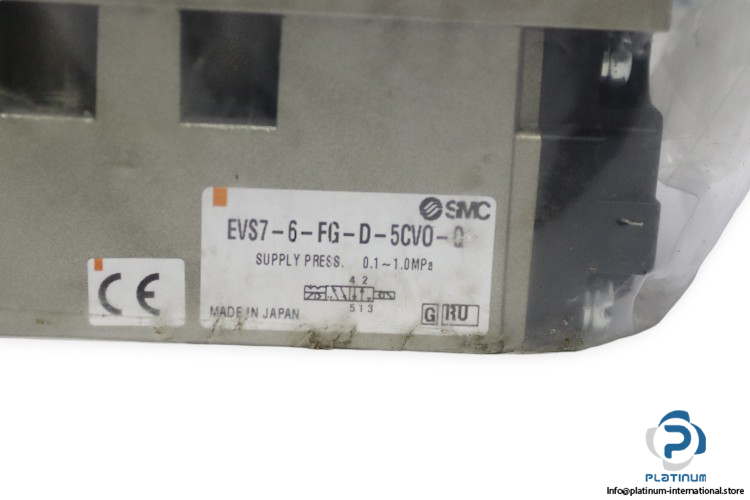 SMC
EVS7-6-FG-D-5CVO-Q
SUPPLY PRESS. 0.1~1.0MPa
4 2
5 1 3
MADE IN JAPAN
G RU
CE
PLATINUM
Info@platinum-international.store